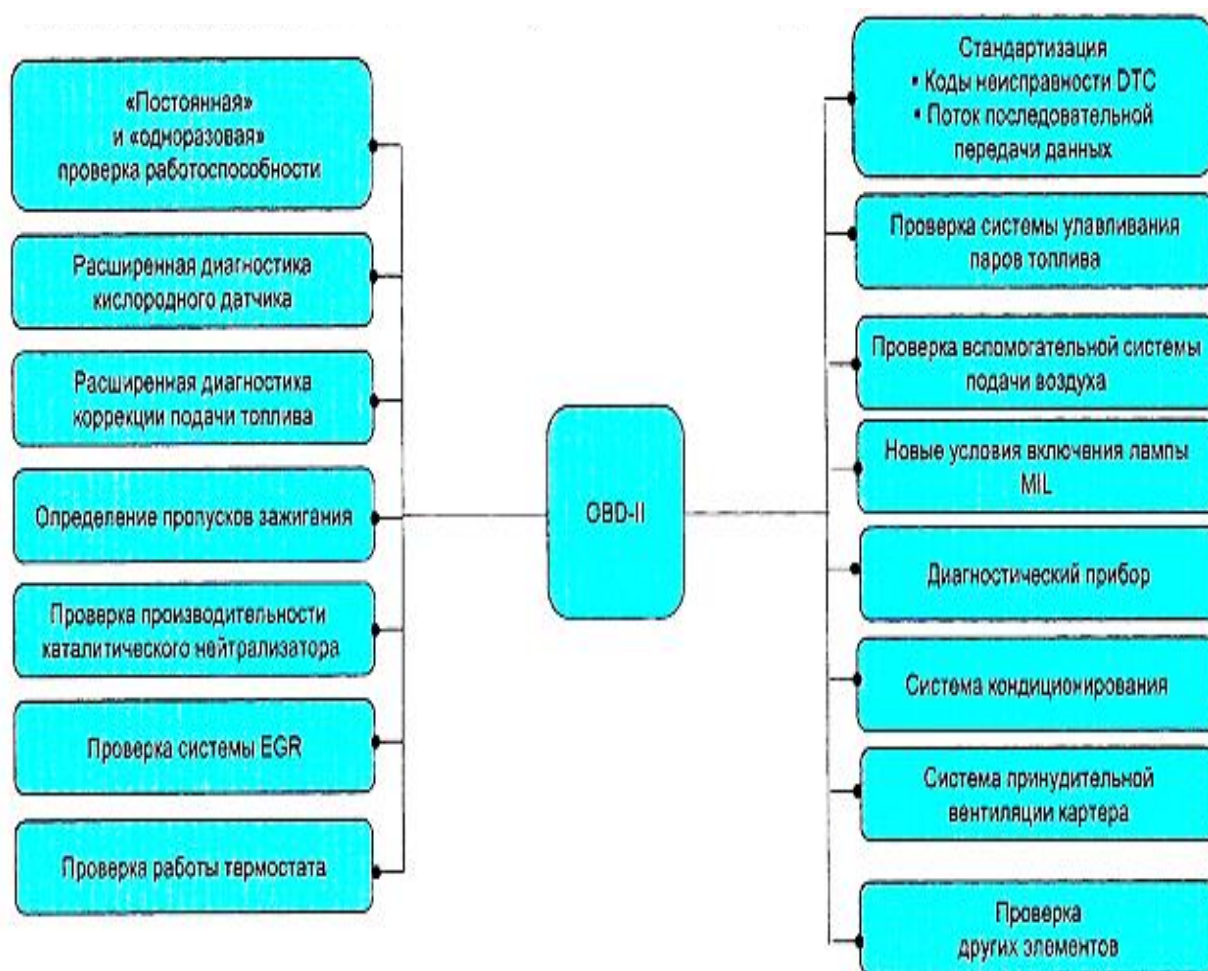 «Постоянная»
и «одноразовая»
проверка работоспособности
Расширенная диагностика
кислородного датчика
Расширенная диагностика
коррекции подачи топлива
Определение пропусков зажигания
Проверка производительности
каталитического нейтрализатора
Проверка системы EGR
Проверка работы термостата
OBD-II
Стандартизация
• Коды неисправности DTC
• Поток последовательной
передачи данных
Проверка системы улавливания
паров топлива
Проверка вспомогательной системы
подачи воздуха
Новые условия включения лампы
MIL
Диагностический прибор
Система кондиционирования
Система принудительной
вентиляции картера
Проверка
других элементов